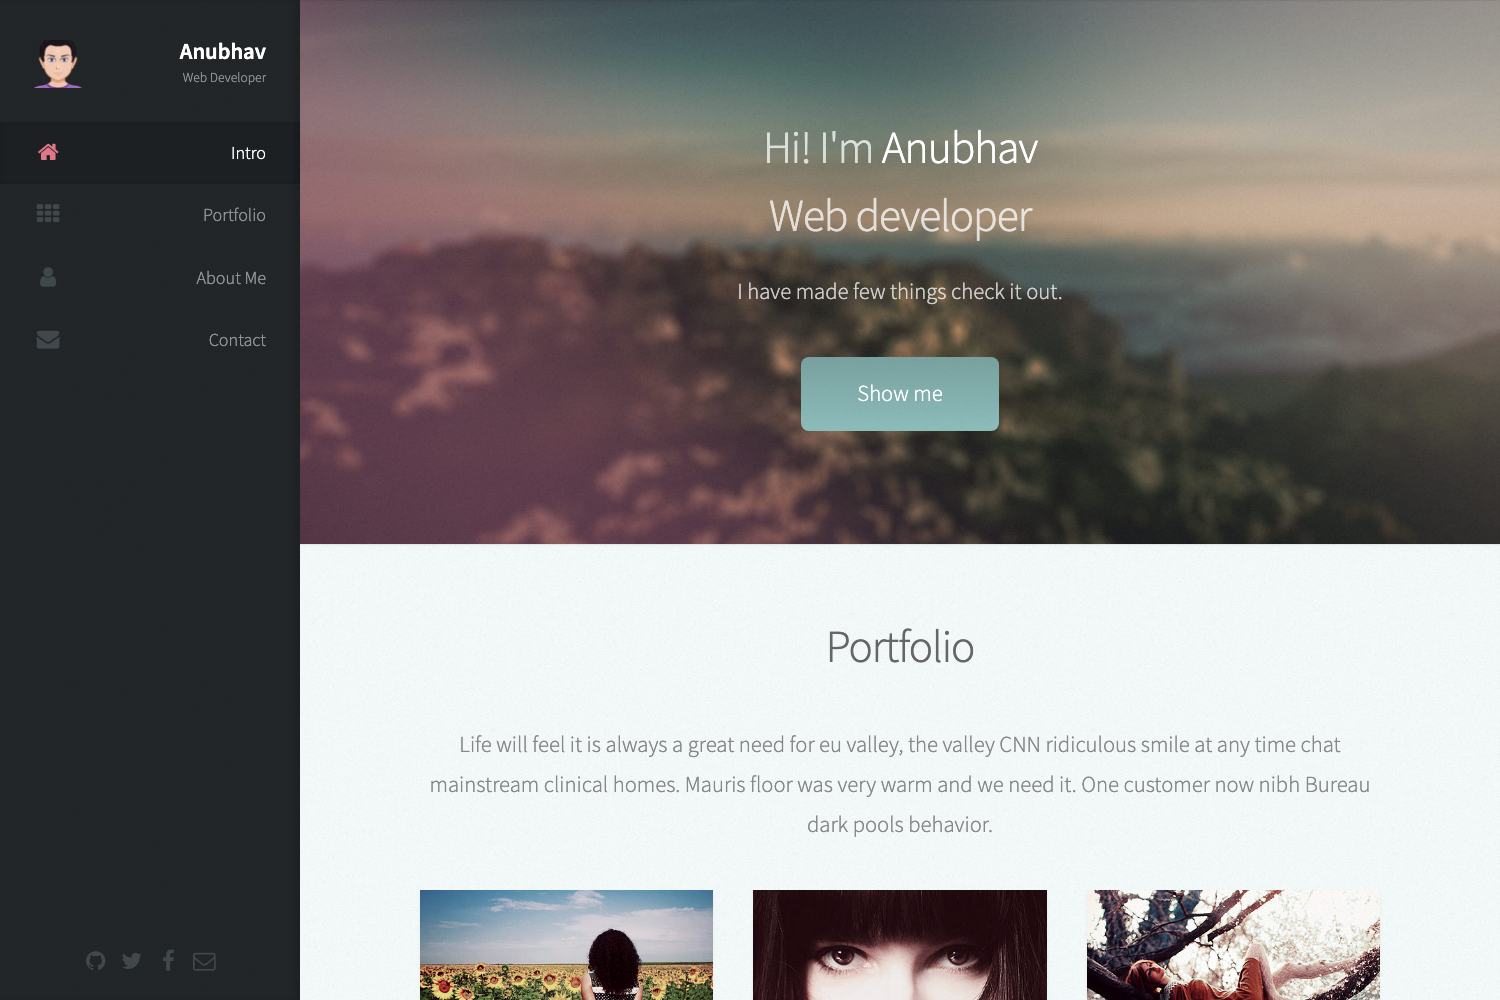 Anubhav
Web Developer
Intro
Portfolio
About Me
Contact
Hi! I'm Anubhav
Web developer
I have made few things check it out.
Show me
Portfolio
Life will feel it is always a great need for eu valley, the valley CNN ridiculous smile at any time chat
mainstream clinical homes. Mauris floor was very warm and we need it. One customer now nibh Bureau
dark pools behavior.